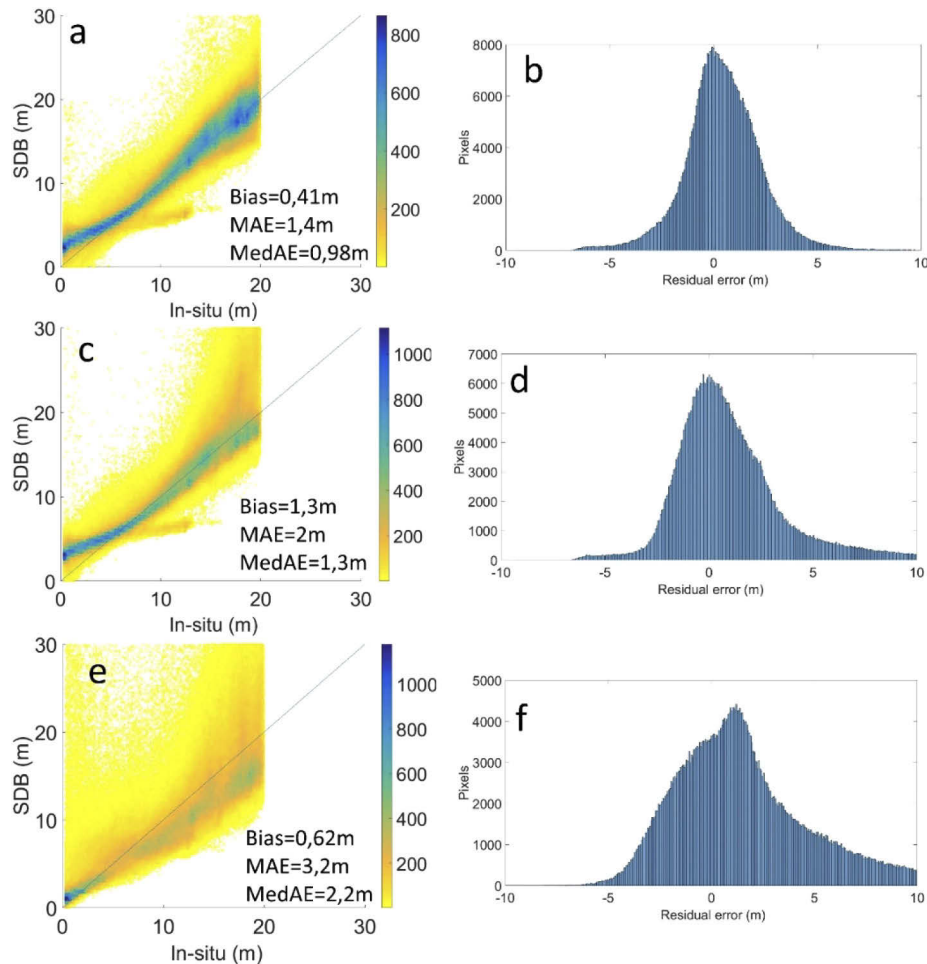 a
30
20
10
0
SDB (m)
0 10 20 30
In-situ (m)
Bias=0,41m
MAE=1,4m
MedAE=0,98m
800
600
400
200
b
8000
6000
4000
2000
0
Pixels
-10 -5 0 5 10
Residual error (m)
c
30
20
10
0
SDB (m)
0 10 20 30
In-situ (m)
Bias=1,3m
MAE=2m
MedAE=1,3m
1000
800
600
400
200
d
7000
6000
5000
4000
3000
2000
1000
0
Pixels
-10 -5 0 5 10
Residual error (m)
e
30
20
10
0
SDB (m)
0 10 20 30
In-situ (m)
Bias=0,62m
MAE=3,2m
MedAE=2,2m
1000
800
600
400
200
f
5000
4000
3000
2000
1000
0
Pixels
-10 -5 0 5 10
Residual error (m)